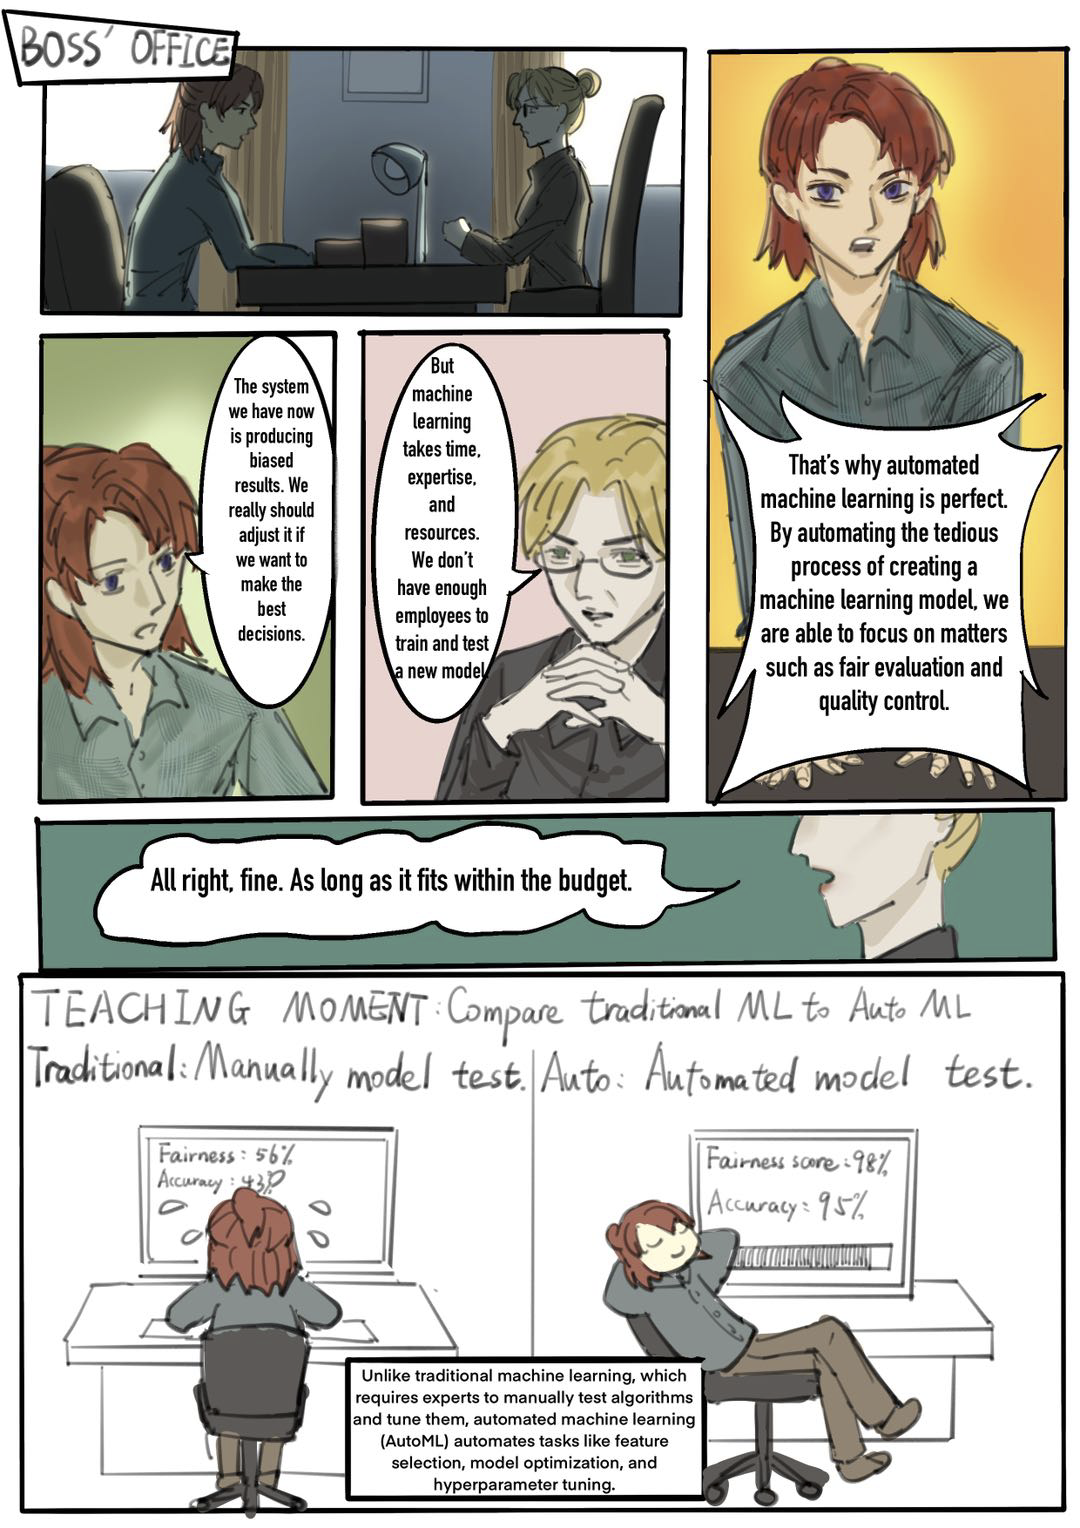 BOSS' OFFICE
The system
we have now
is producing
biased
results. We
really should
adjust it if
we want to
make the
best
decisions.
But
machine
learning
takes time,
expertise,
and
resources.
We don't
have enough
employees to
train and test
a new model.
That's why automated
machine learning is perfect.
By automating the tedious
process of creating a
machine learning model, we
are able to focus on matters
such as fair evaluation and
quality control.
All right, fine. As long as it fits within the budget.
TEACHING MOMENT: Compare traditional ML to Auto ML
Traditional: Manually model test.
Fairness: 56%
Accuracy: 43%
Auto: Automated model test.
Fairness score: 98%
Accuracy: 95%
Unlike traditional machine learning, which
requires experts to manually test algorithms
and tune them, automated machine learning
(AutoML) automates tasks like feature
selection, model optimization, and
hyperparameter tuning.